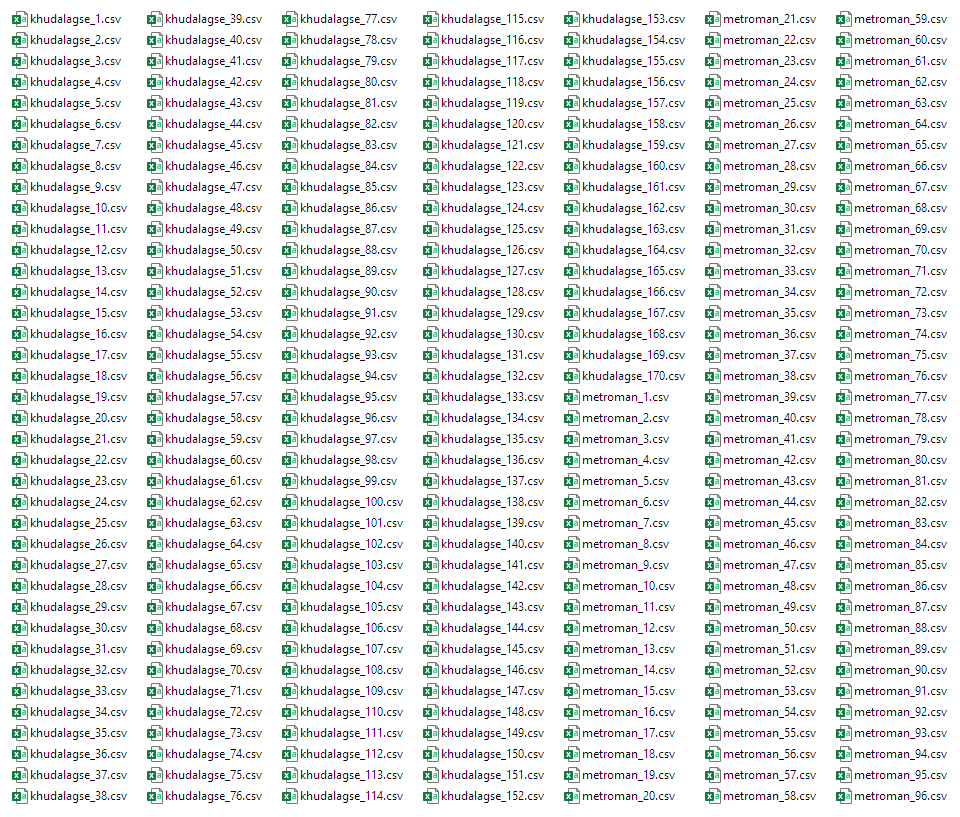 khudalagse_1.csv
khudalagse_2.csv
khudalagse_3.csv
khudalagse_4.csv
khudalagse_5.csv
khudalagse_6.csv
khudalagse_7.csv
khudalagse_8.csv
khudalagse_9.csv
khudalagse_10.csv
khudalagse_11.csv
khudalagse_12.csv
khudalagse_13.csv
khudalagse_14.csv
khudalagse_15.csv
khudalagse_16.csv
khudalagse_17.csv
khudalagse_18.csv
khudalagse_19.csv
khudalagse_20.csv
khudalagse_21.csv
khudalagse_22.csv
khudalagse_23.csv
khudalagse_24.csv
khudalagse_25.csv
khudalagse_26.csv
khudalagse_27.csv
khudalagse_28.csv
khudalagse_29.csv
khudalagse_30.csv
khudalagse_31.csv
khudalagse_32.csv
khudalagse_33.csv
khudalagse_34.csv
khudalagse_35.csv
khudalagse_36.csv
khudalagse_37.csv
khudalagse_38.csv
khudalagse_39.csv
khudalagse_40.csv
khudalagse_41.csv
khudalagse_42.csv
khudalagse_43.csv
khudalagse_44.csv
khudalagse_45.csv
khudalagse_46.csv
khudalagse_47.csv
khudalagse_48.csv
khudalagse_49.csv
khudalagse_50.csv
khudalagse_51.csv
khudalagse_52.csv
khudalagse_53.csv
khudalagse_54.csv
khudalagse_55.csv
khudalagse_56.csv
khudalagse_57.csv
khudalagse_58.csv
khudalagse_59.csv
khudalagse_60.csv
khudalagse_61.csv
khudalagse_62.csv
khudalagse_63.csv
khudalagse_64.csv
khudalagse_65.csv
khudalagse_66.csv
khudalagse_67.csv
khudalagse_68.csv
khudalagse_69.csv
khudalagse_70.csv
khudalagse_71.csv
khudalagse_72.csv
khudalagse_73.csv
khudalagse_74.csv
khudalagse_75.csv
khudalagse_76.csv
khudalagse_77.csv
khudalagse_78.csv
khudalagse_79.csv
khudalagse_80.csv
khudalagse_81.csv
khudalagse_82.csv
khudalagse_83.csv
khudalagse_84.csv
khudalagse_85.csv
khudalagse_86.csv
khudalagse_87.csv
khudalagse_88.csv
khudalagse_89.csv
khudalagse_90.csv
khudalagse_91.csv
khudalagse_92.csv
khudalagse_93.csv
khudalagse_94.csv
khudalagse_95.csv
khudalagse_96.csv
khudalagse_97.csv
khudalagse_98.csv
khudalagse_99.csv
khudalagse_100.csv
khudalagse_101.csv
khudalagse_102.csv
khudalagse_103.csv
khudalagse_104.csv
khudalagse_105.csv
khudalagse_106.csv
khudalagse_107.csv
khudalagse_108.csv
khudalagse_109.csv
khudalagse_110.csv
khudalagse_111.csv
khudalagse_112.csv
khudalagse_113.csv
khudalagse_114.csv
khudalagse_115.csv
khudalagse_116.csv
khudalagse_117.csv
khudalagse_118.csv
khudalagse_119.csv
khudalagse_120.csv
khudalagse_121.csv
khudalagse_122.csv
khudalagse_123.csv
khudalagse_124.csv
khudalagse_125.csv
khudalagse_126.csv
khudalagse_127.csv
khudalagse_128.csv
khudalagse_129.csv
khudalagse_130.csv
khudalagse_131.csv
khudalagse_132.csv
khudalagse_133.csv
khudalagse_134.csv
khudalagse_135.csv
khudalagse_136.csv
khudalagse_137.csv
khudalagse_138.csv
khudalagse_139.csv
khudalagse_140.csv
khudalagse_141.csv
khudalagse_142.csv
khudalagse_143.csv
khudalagse_144.csv
khudalagse_145.csv
khudalagse_146.csv
khudalagse_147.csv
khudalagse_148.csv
khudalagse_149.csv
khudalagse_150.csv
khudalagse_151.csv
khudalagse_152.csv
khudalagse_153.csv
khudalagse_154.csv
khudalagse_155.csv
khudalagse_156.csv
khudalagse_157.csv
khudalagse_158.csv
khudalagse_159.csv
khudalagse_160.csv
khudalagse_161.csv
khudalagse_162.csv
khudalagse_163.csv
khudalagse_164.csv
khudalagse_165.csv
khudalagse_166.csv
khudalagse_167.csv
khudalagse_168.csv
khudalagse_169.csv
khudalagse_170.csv
metroman_1.csv
metroman_2.csv
metroman_3.csv
metroman_4.csv
metroman_5.csv
metroman_6.csv
metroman_7.csv
metroman_8.csv
metroman_9.csv
metroman_10.csv
metroman_11.csv
metroman_12.csv
metroman_13.csv
metroman_14.csv
metroman_15.csv
metroman_16.csv
metroman_17.csv
metroman_18.csv
metroman_19.csv
metroman_20.csv
metroman_21.csv
metroman_22.csv
metroman_23.csv
metroman_24.csv
metroman_25.csv
metroman_26.csv
metroman_27.csv
metroman_28.csv
metroman_29.csv
metroman_30.csv
metroman_31.csv
metroman_32.csv
metroman_33.csv
metroman_34.csv
metroman_35.csv
metroman_36.csv
metroman_37.csv
metroman_38.csv
metroman_39.csv
metroman_40.csv
metroman_41.csv
metroman_42.csv
metroman_43.csv
metroman_44.csv
metroman_45.csv
metroman_46.csv
metroman_47.csv
metroman_48.csv
metroman_49.csv
metroman_50.csv
metroman_51.csv
metroman_52.csv
metroman_53.csv
metroman_54.csv
metroman_55.csv
metroman_56.csv
metroman_57.csv
metroman_58.csv
metroman_59.csv
metroman_60.csv
metroman_61.csv
metroman_62.csv
metroman_63.csv
metroman_64.csv
metroman_65.csv
metroman_66.csv
metroman_67.csv
metroman_68.csv
metroman_69.csv
metroman_70.csv
metroman_71.csv
metroman_72.csv
metroman_73.csv
metroman_74.csv
metroman_75.csv
metroman_76.csv
metroman_77.csv
metroman_78.csv
metroman_79.csv
metroman_80.csv
metroman_81.csv
metroman_82.csv
metroman_83.csv
metroman_84.csv
metroman_85.csv
metroman_86.csv
metroman_87.csv
metroman_88.csv
metroman_89.csv
metroman_90.csv
metroman_91.csv
metroman_92.csv
metroman_93.csv
metroman_94.csv
metroman_95.csv
metroman_96.csv